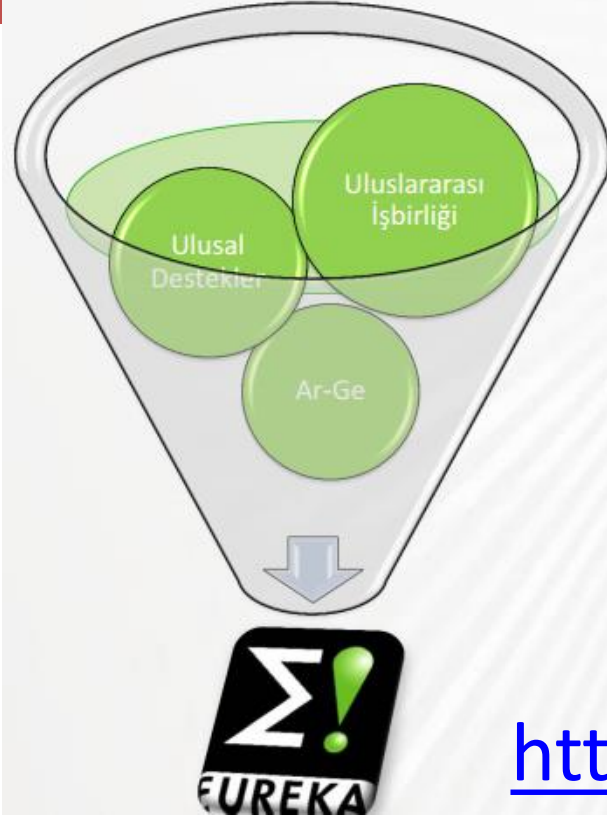 Uluslararası
İşbirliği
Ulusal
Destekler
Ar-Ge
Σ!
EUREKA
htt